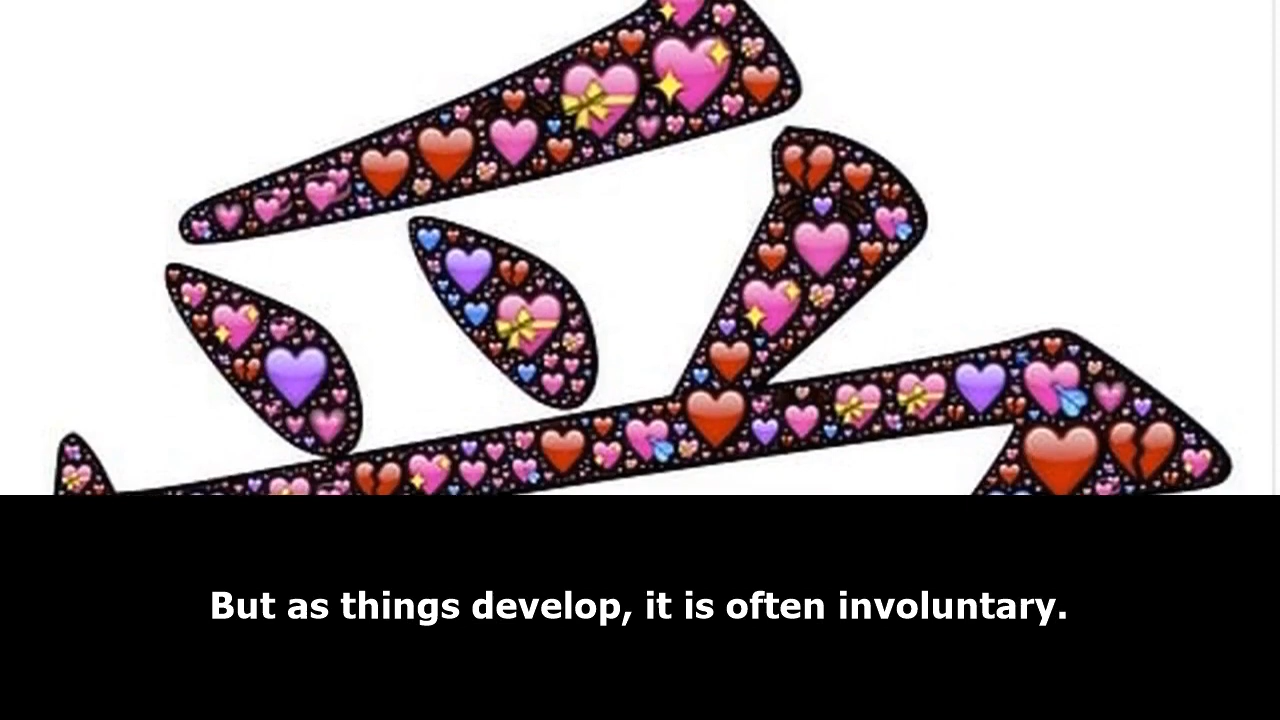 But as things develop, it is often involuntary.